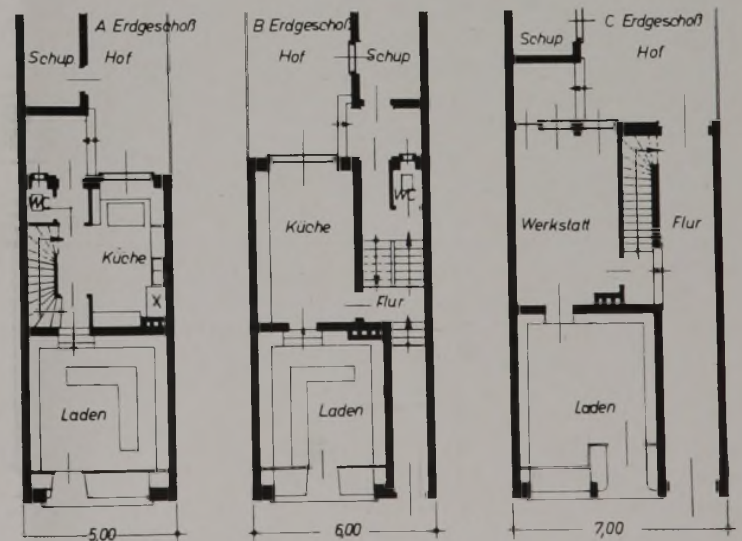 A Erdgeschoß
Schup Hof
WC
Küche
X
Laden
5,00
B Erdgeschoß
Hof Schup
WC
Küche
Flur
Laden
6,00
C Erdgeschoß
Schup Hof
Werkstatt Flur
Laden
7,00